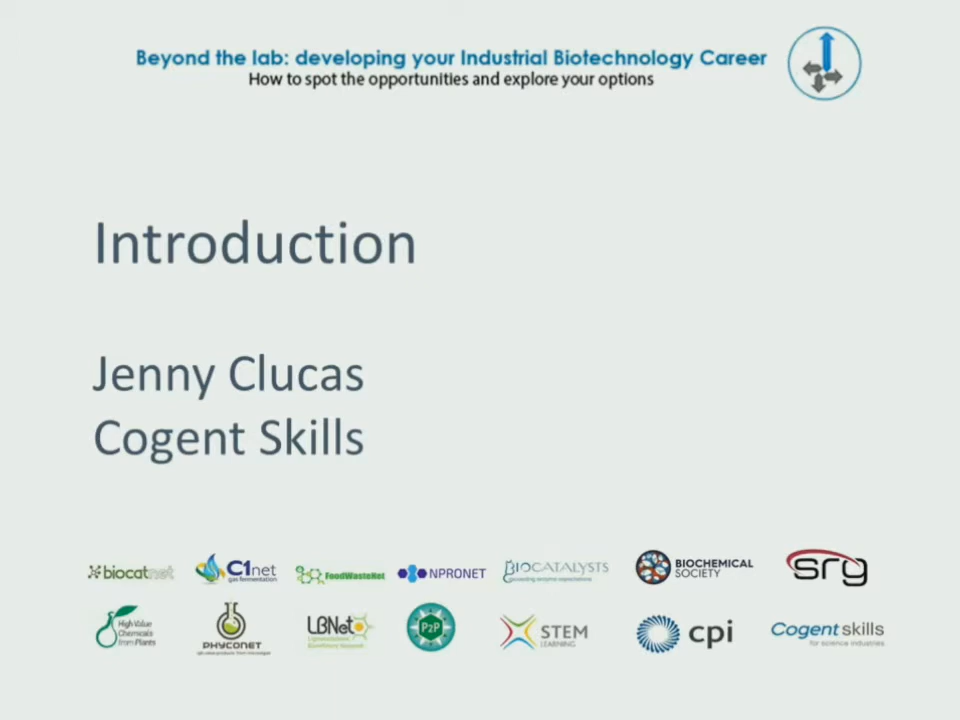 Beyond the lab: developing your Industrial Biotechnology Career
How to spot the opportunities and explore your options
Introduction
Jenny Clucas
Cogent Skills
biocatnet
C1net
gas fermentation
FoodWasteNet
NPRONET
BIOCATALYSTS
BIOCHEMICAL
SOCIETY
srg
High Value
Chemicals
from Plants
PHYCONET
LBNet
P2P
STEM
LEARNING
cpi
Cogent skills
for science industries